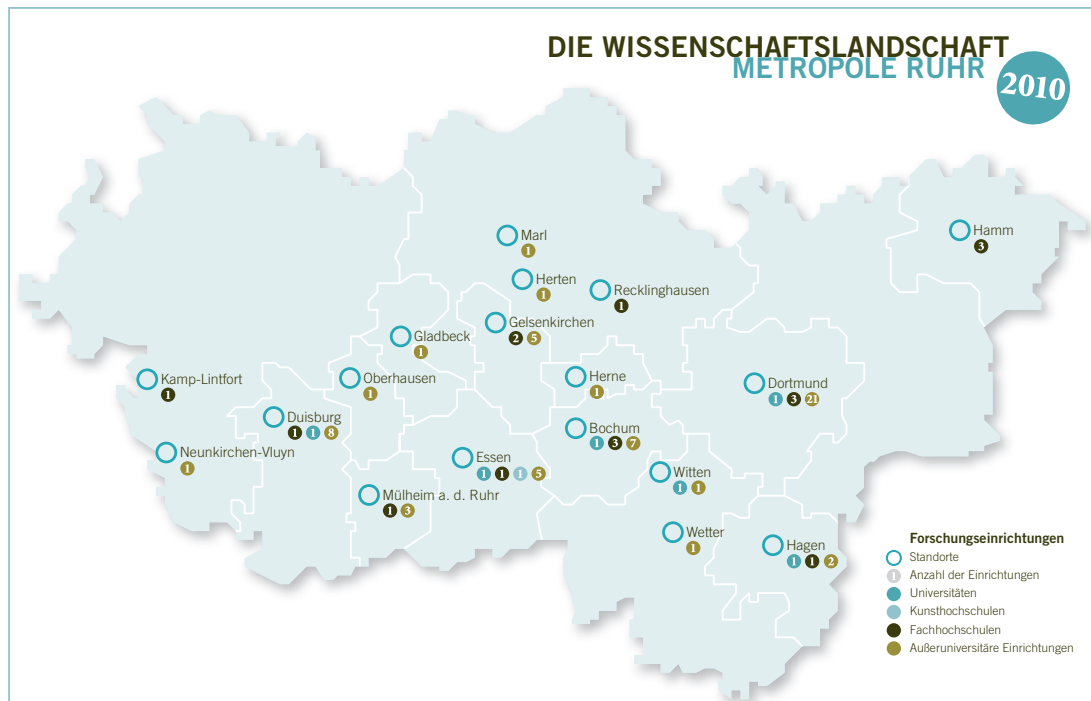 DIE WISSENSCHAFTSLANDSCHAFT
METROPOLE RUHR
2010
Marl
1
Hamm
3
Herten
1
Recklinghausen
1
Gelsenkirchen
2 5
Gladbeck
1
Kamp-Lintfort
1
Oberhausen
1
Herne
1
Dortmund
1 3 21
Duisburg
1 1 8
Bochum
1 3 7
Neunkirchen-Vluyn
1
Essen
1 1 1 5
Witten
1 1
Mülheim a. d. Ruhr
1 3
Wetter
1
Hagen
1 1 2
Forschungseinrichtungen
Standorte
1 Anzahl der Einrichtungen
Universitäten
Kunsthochschulen
Fachhochschulen
Außeruniversitäre Einrichtungen